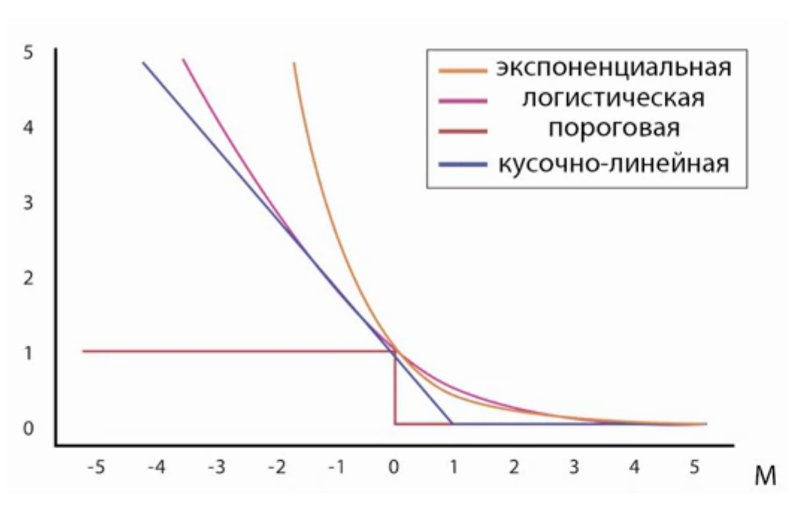 5
экспоненциальная
логистическая
4
пороговая
кусочно-линейная
3
2
1
0
-5 -4 -3 -2 -1 0 1 2 3 4 5 M